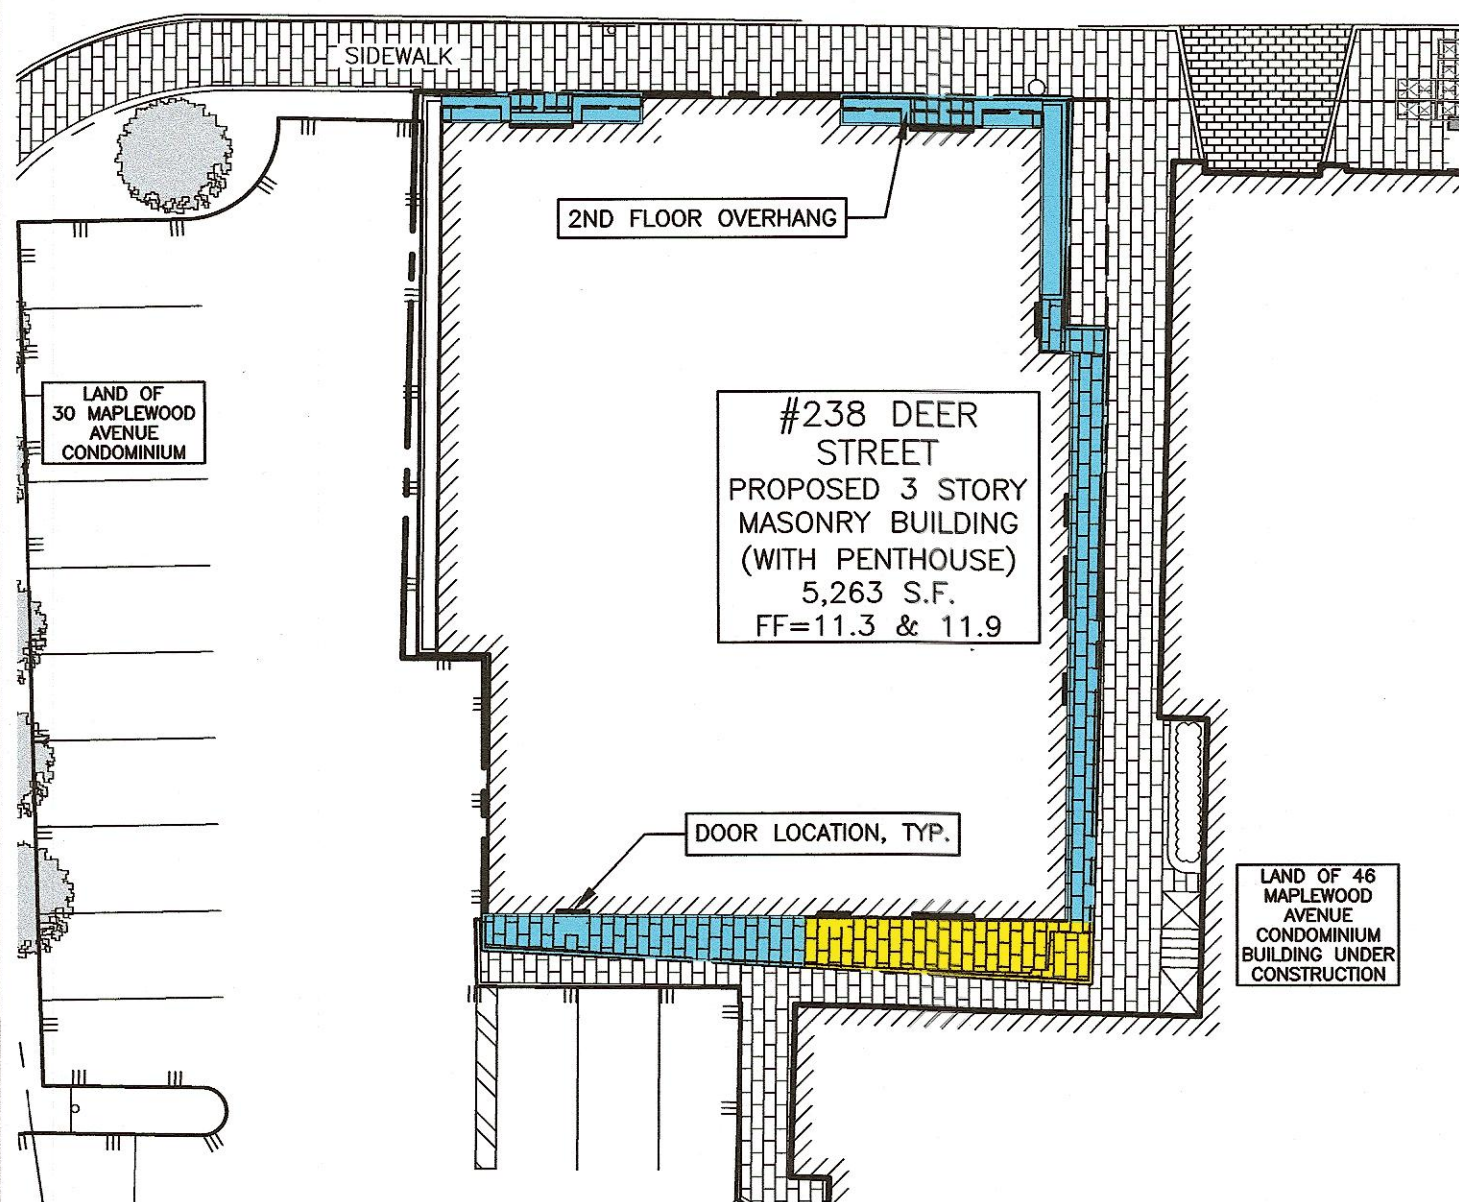 SIDEWALK
2ND FLOOR OVERHANG
LAND OF
30 MAPLEWOOD
AVENUE
CONDOMINIUM
#238 DEER
STREET
PROPOSED 3 STORY
MASONRY BUILDING
(WITH PENTHOUSE)
5,263 S.F.
FF=11.3 & 11.9
DOOR LOCATION, TYP.
LAND OF 46
MAPLEWOOD
AVENUE
CONDOMINIUM
BUILDING UNDER
CONSTRUCTION